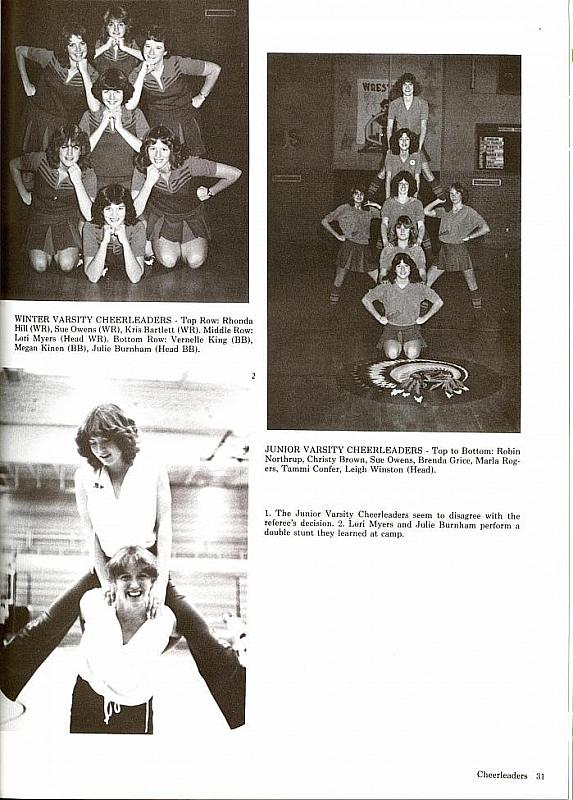 WRES
WINTER VARSITY CHEERLEADERS - Top Row: Rhonda
Hill (WR), Sue Owens (WR), Kris Bartlett (WR). Middle Row:
Lori Myers (Head WR). Bottom Row: Vernelle King (BB),
Megan Kinen (BB), Julie Burnham (Head BB).
2
JUNIOR VARSITY CHEERLEADERS - Top to Bottom: Robin
Northrup, Christy Brown, Sue Owens, Brenda Grice, Marla Rog-
ers, Tammi Confer, Leigh Winston (Head).
1. The Junior Varsity Cheerleaders seem to disagree with the
referee's decision. 2. Lori Myers and Julie Burnham perform a
double stunt they learned at camp.
Cheerleaders 31